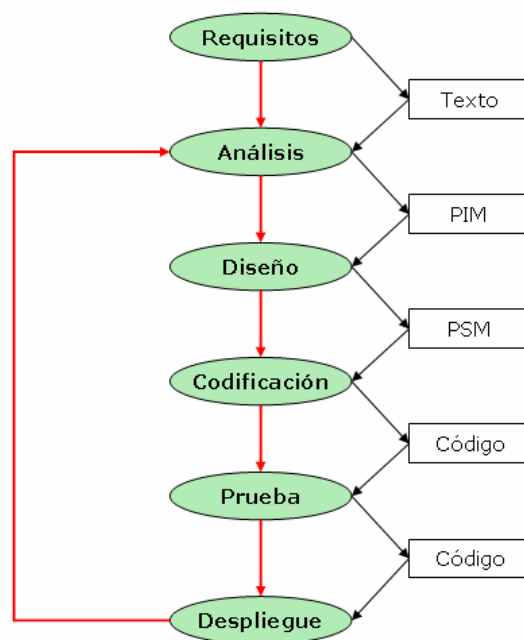 Requisitos
Texto
Análisis
PIM
Diseño
PSM
Codificación
Código
Prueba
Código
Despliegue